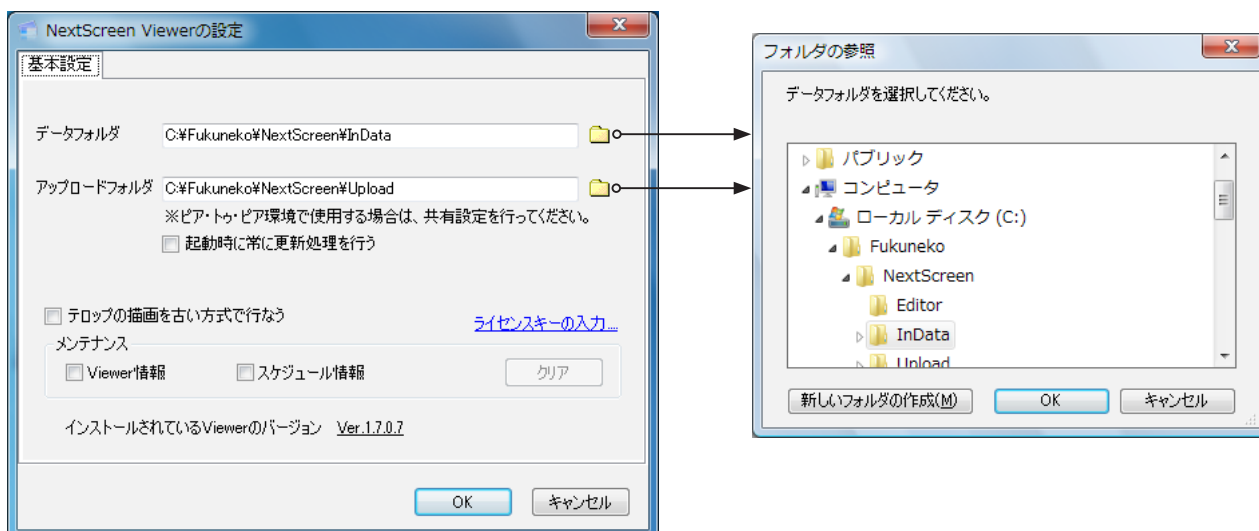 NextScreen Viewerの設定
基本設定
データフォルダ C:¥Fukuneko¥NextScreen¥InData
アップロードフォルダ C:¥Fukuneko¥NextScreen¥Upload
※ピア・トゥ・ピア環境で使用する場合は、共有設定を行ってください。
起動時に常に更新処理を行う
テロップの描画を古い方式で行なう
ライセンスキーの入力...
メンテナンス
Viewer情報 スケジュール情報 クリア
インストールされているViewerのバージョン Ver.1.7.0.7
OK キャンセル
フォルダの参照
データフォルダを選択してください。
パブリック
コンピュータ
ローカル ディスク (C:)
Fukuneko
NextScreen
Editor
InData
Upload
新しいフォルダの作成(M) OK キャンセル